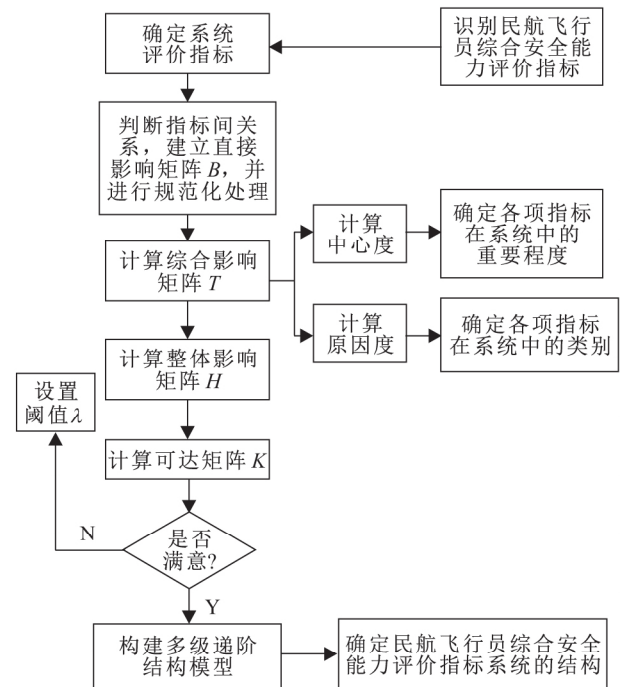 确定系统
评价指标
识别民航飞行
员综合安全能
力评价指标
判断指标间关
系，建立直接
影响矩阵B，并
进行规范化处理
计算综合影响
矩阵T
计算
中心度
确定各项指标
在系统中的
重要程度
计算
原因度
确定各项指标
在系统中的类别
计算整体影响
矩阵H
设置
阈值λ
计算可达矩阵K
是否
满意?
N
Y
构建多级递阶
结构模型
确定民航飞行员综合安全
能力评价指标系统的结构